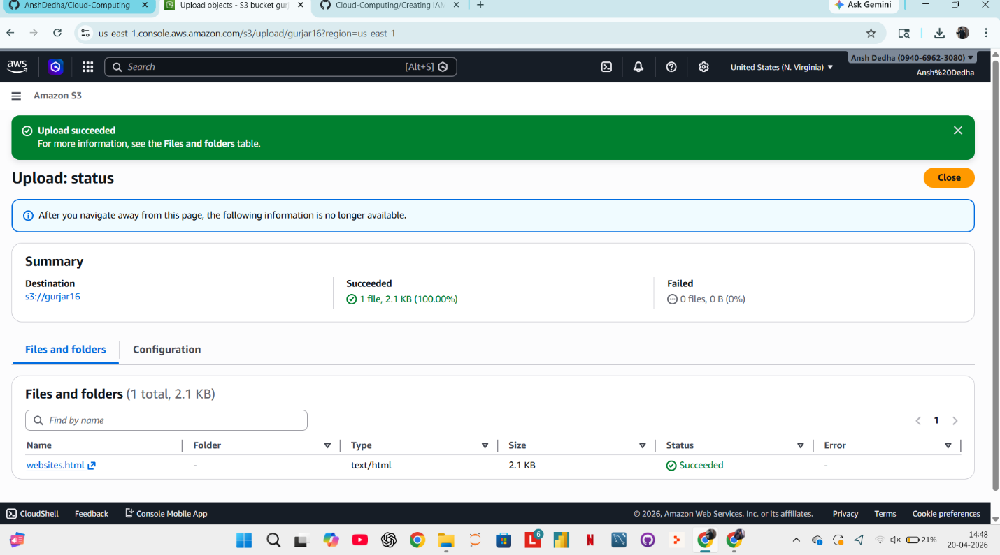 AnshDedha/Cloud-Computing
Upload objects - S3 bucket gurj
Cloud-Computing/Creating IAM
Ask Gemini
us-east-1.console.aws.amazon.com/s3/upload/gurjar16?region=us-east-1
aws
Search
[Alt+S]
United States (N. Virginia)
Ansh Dedha (0940-6962-3080)
Ansh%20Dedha
Amazon S3
Upload succeeded
For more information, see the Files and folders table.
Upload: status
Close
After you navigate away from this page, the following information is no longer available.
Summary
Destination
s3://gurjar16
Succeeded
1 file, 2.1 KB (100.00%)
Failed
0 files, 0 B (0%)
Files and folders
Configuration
Files and folders (1 total, 2.1 KB)
Find by name
1
Name Folder Type Size Status Error
websites.html - text/html 2.1 KB Succeeded -
CloudShell Feedback Console Mobile App © 2026, Amazon Web Services, Inc. or its affiliates. Privacy Terms Cookie preferences
L
6
N
21%
14:48
20-04-2026